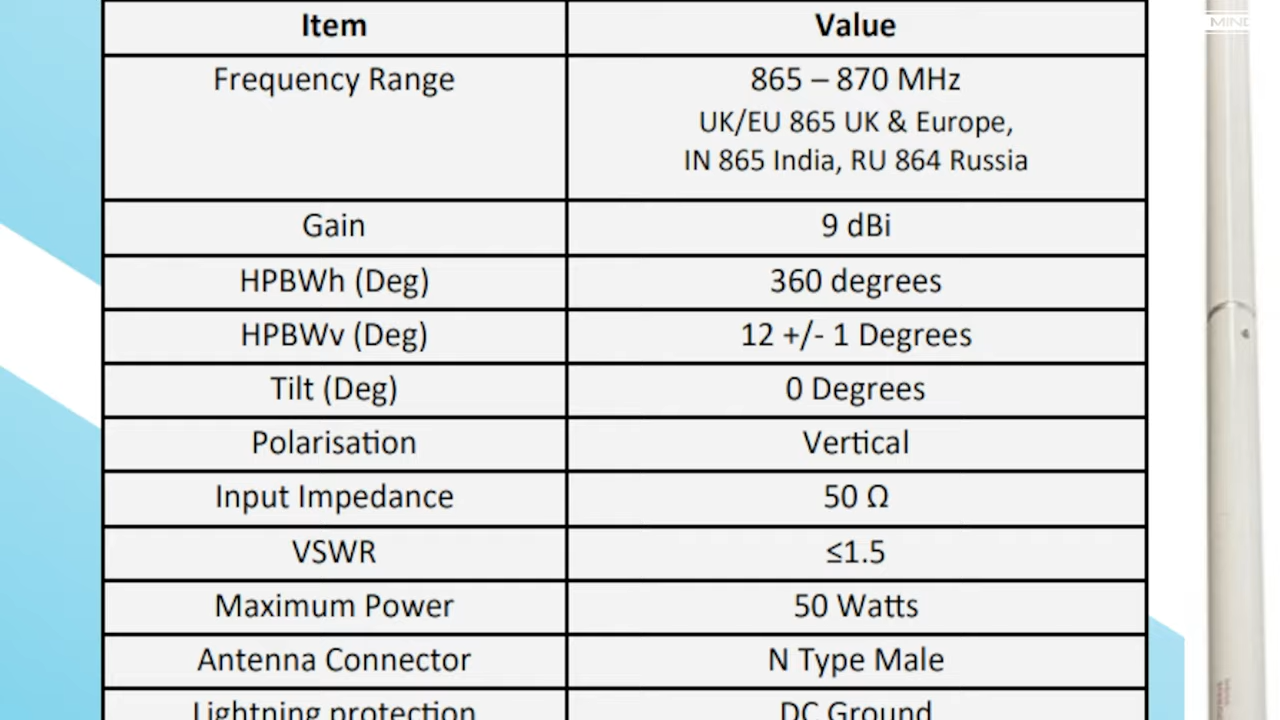 Item Value
Frequency Range 865 – 870 MHz
UK/EU 865 UK & Europe,
IN 865 India, RU 864 Russia
Gain 9 dBi
HPBWh (Deg) 360 degrees
HPBWv (Deg) 12 +/- 1 Degrees
Tilt (Deg) 0 Degrees
Polarisation Vertical
Input Impedance 50 Ω
VSWR ≤1.5
Maximum Power 50 Watts
Antenna Connector N Type Male
Lightning protection DC Ground
MIND